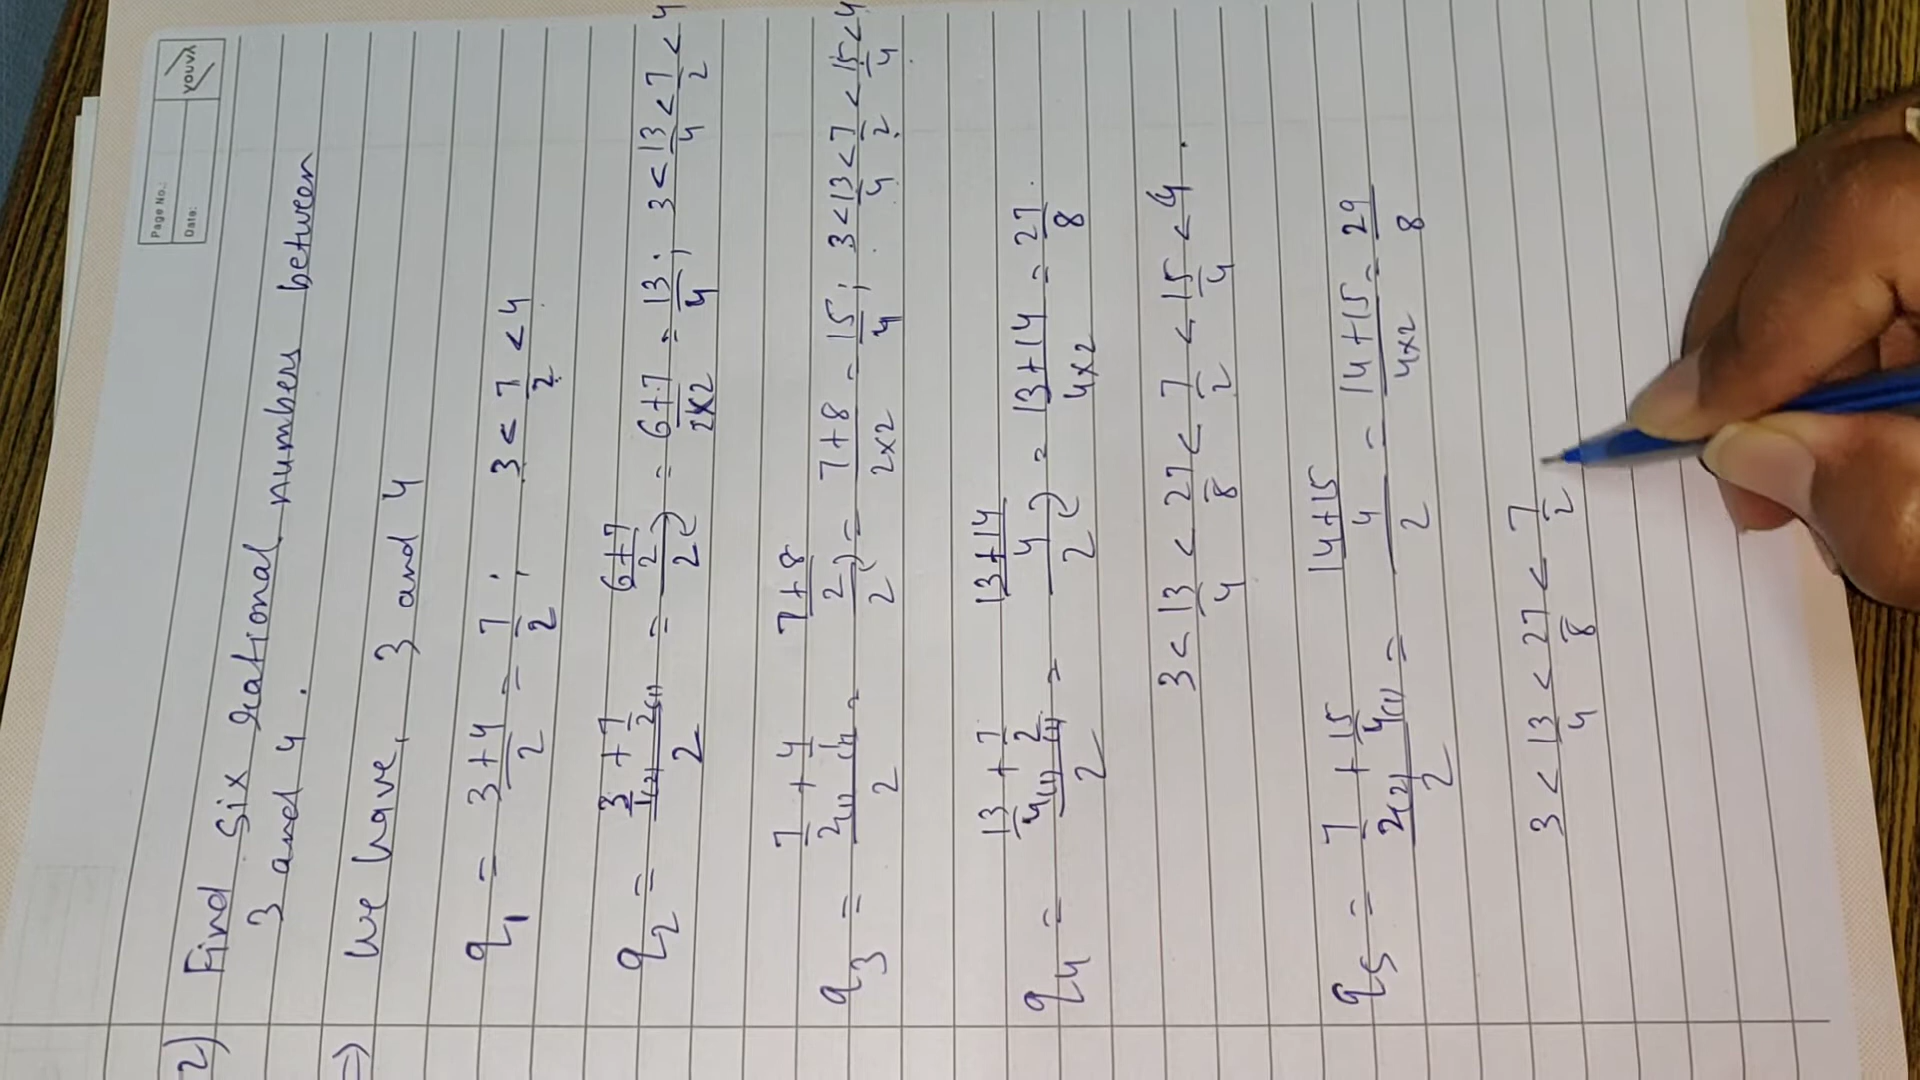 youva
Page No.:
Date:
2) Find six rational numbers between
3 and 4.
=) We have, 3 and 4
q1 = 3+4/2 = 7/2 ; 3 < 7/2 < 4
q2 = 3/1(2) + 7/2(1) / 2 = 6+7/2 / 2 = 6+7/2×2 = 13/4 ; 3 < 13/4 < 7/2 < 4
q3 = 7/2(1) + 4/1(2) / 2 = 7+8/2 / 2 = 7+8/2×2 = 15/4 ; 3 < 13/4 < 7/2 < 15/4 < 4
q4 = 13/4(1) + 7/2(2) / 2 = 13+14/4 / 2 = 13+14/4×2 = 27/8
3 < 13/4 < 27/8 < 7/2 < 15/4 < 4.
q5 = 7/2(2) + 15/4(1) / 2 = 14+15/4 / 2 = 14+15/4×2 = 29/8
3 < 13/4 < 27/8 < 7/2